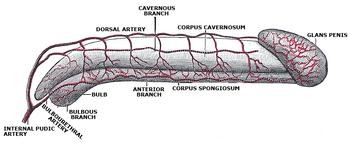 CAVERNOUS
BRANCH
DORSAL ARTERY
CORPUS CAVERNOSUM
GLANS PENIS
ANTERIOR
BRANCH
CORPUS SPONGIOSUM
BULB
BULBOUS
BRANCH
BULBOURETHRAL
ARTERY
INTERNAL PUDIC
ARTERY